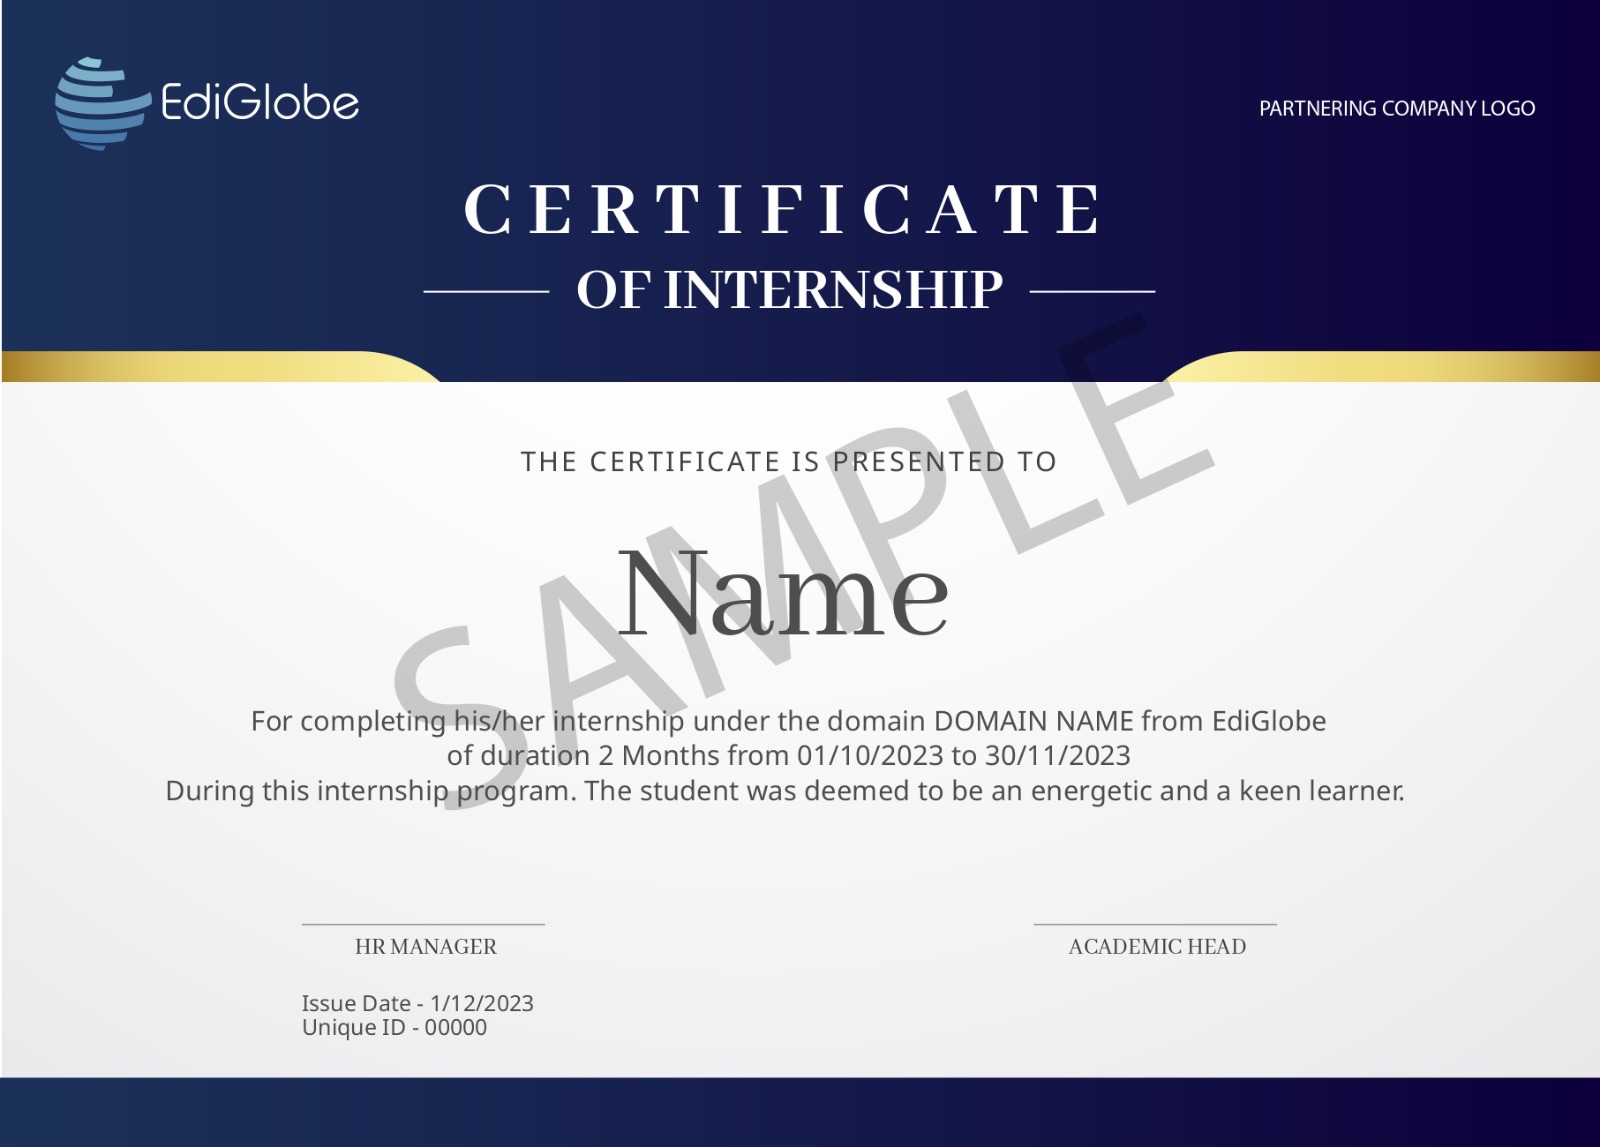 EdiGlobe
PARTNERING COMPANY LOGO
CERTIFICATE
OF INTERNSHIP
THE CERTIFICATE IS PRESENTED TO
Name
SAMPLE
For completing his/her internship under the domain DOMAIN NAME from EdiGlobe
of duration 2 Months from 01/10/2023 to 30/11/2023
During this internship program. The student was deemed to be an energetic and a keen learner.
HR MANAGER
ACADEMIC HEAD
Issue Date - 1/12/2023
Unique ID - 00000